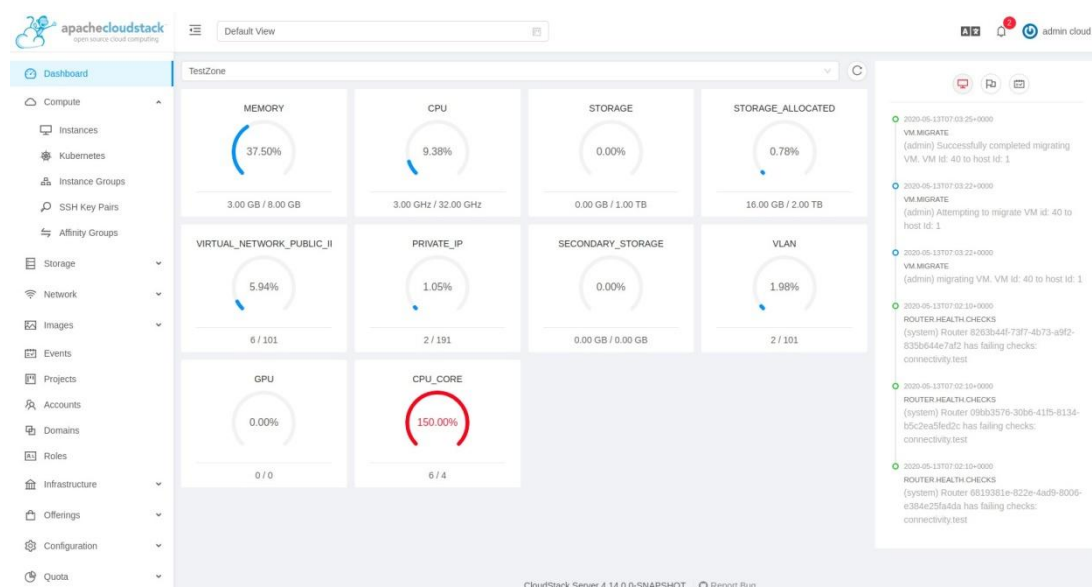 apachecloudstack
open source cloud computing
Default View
2
admin cloud
Dashboard
Compute
Instances
Kubernetes
Instance Groups
SSH Key Pairs
Affinity Groups
Storage
Network
Images
Events
Projects
Accounts
Domains
Roles
Infrastructure
Offerings
Configuration
Quota
TestZone
MEMORY
37.50%
3.00 GB / 8.00 GB
CPU
9.38%
3.00 GHz / 32.00 GHz
STORAGE
0.00%
0.00 GB / 1.00 TB
STORAGE_ALLOCATED
0.78%
16.00 GB / 2.00 TB
VIRTUAL_NETWORK_PUBLIC_II
5.94%
6 / 101
PRIVATE_IP
1.05%
2 / 191
SECONDARY_STORAGE
0.00%
0.00 GB / 0.00 GB
VLAN
1.98%
2 / 101
GPU
0.00%
0 / 0
CPU_CORE
150.00%
6 / 4
2020-05-13T07:03:25+0000
VM.MIGRATE
(admin) Successfully completed migrating
VM. VM Id: 40 to host Id: 1
2020-05-13T07:03:22+0000
VM.MIGRATE
(admin) Attempting to migrate VM id: 40 to
host Id: 1
2020-05-13T07:03:22+0000
VM.MIGRATE
(admin) migrating VM. VM Id: 40 to host Id: 1
2020-05-13T07:02:10+0000
ROUTER.HEALTH.CHECKS
(system) Router 8263b44f-73f7-4b73-a9f2-
835b644e7af2 has failing checks:
connectivity.test
2020-05-13T07:02:10+0000
ROUTER.HEALTH.CHECKS
(system) Router 09bb3576-30b6-41f5-8134-
b5c2ea5fed2c has failing checks:
connectivity.test
2020-05-13T07:02:10+0000
ROUTER.HEALTH.CHECKS
(system) Router 6819381e-822e-4ad9-8006-
e384e25fa4da has failing checks:
connectivity.test
CloudStack Server 4.14.0.0-SNAPSHOT
Report Bug